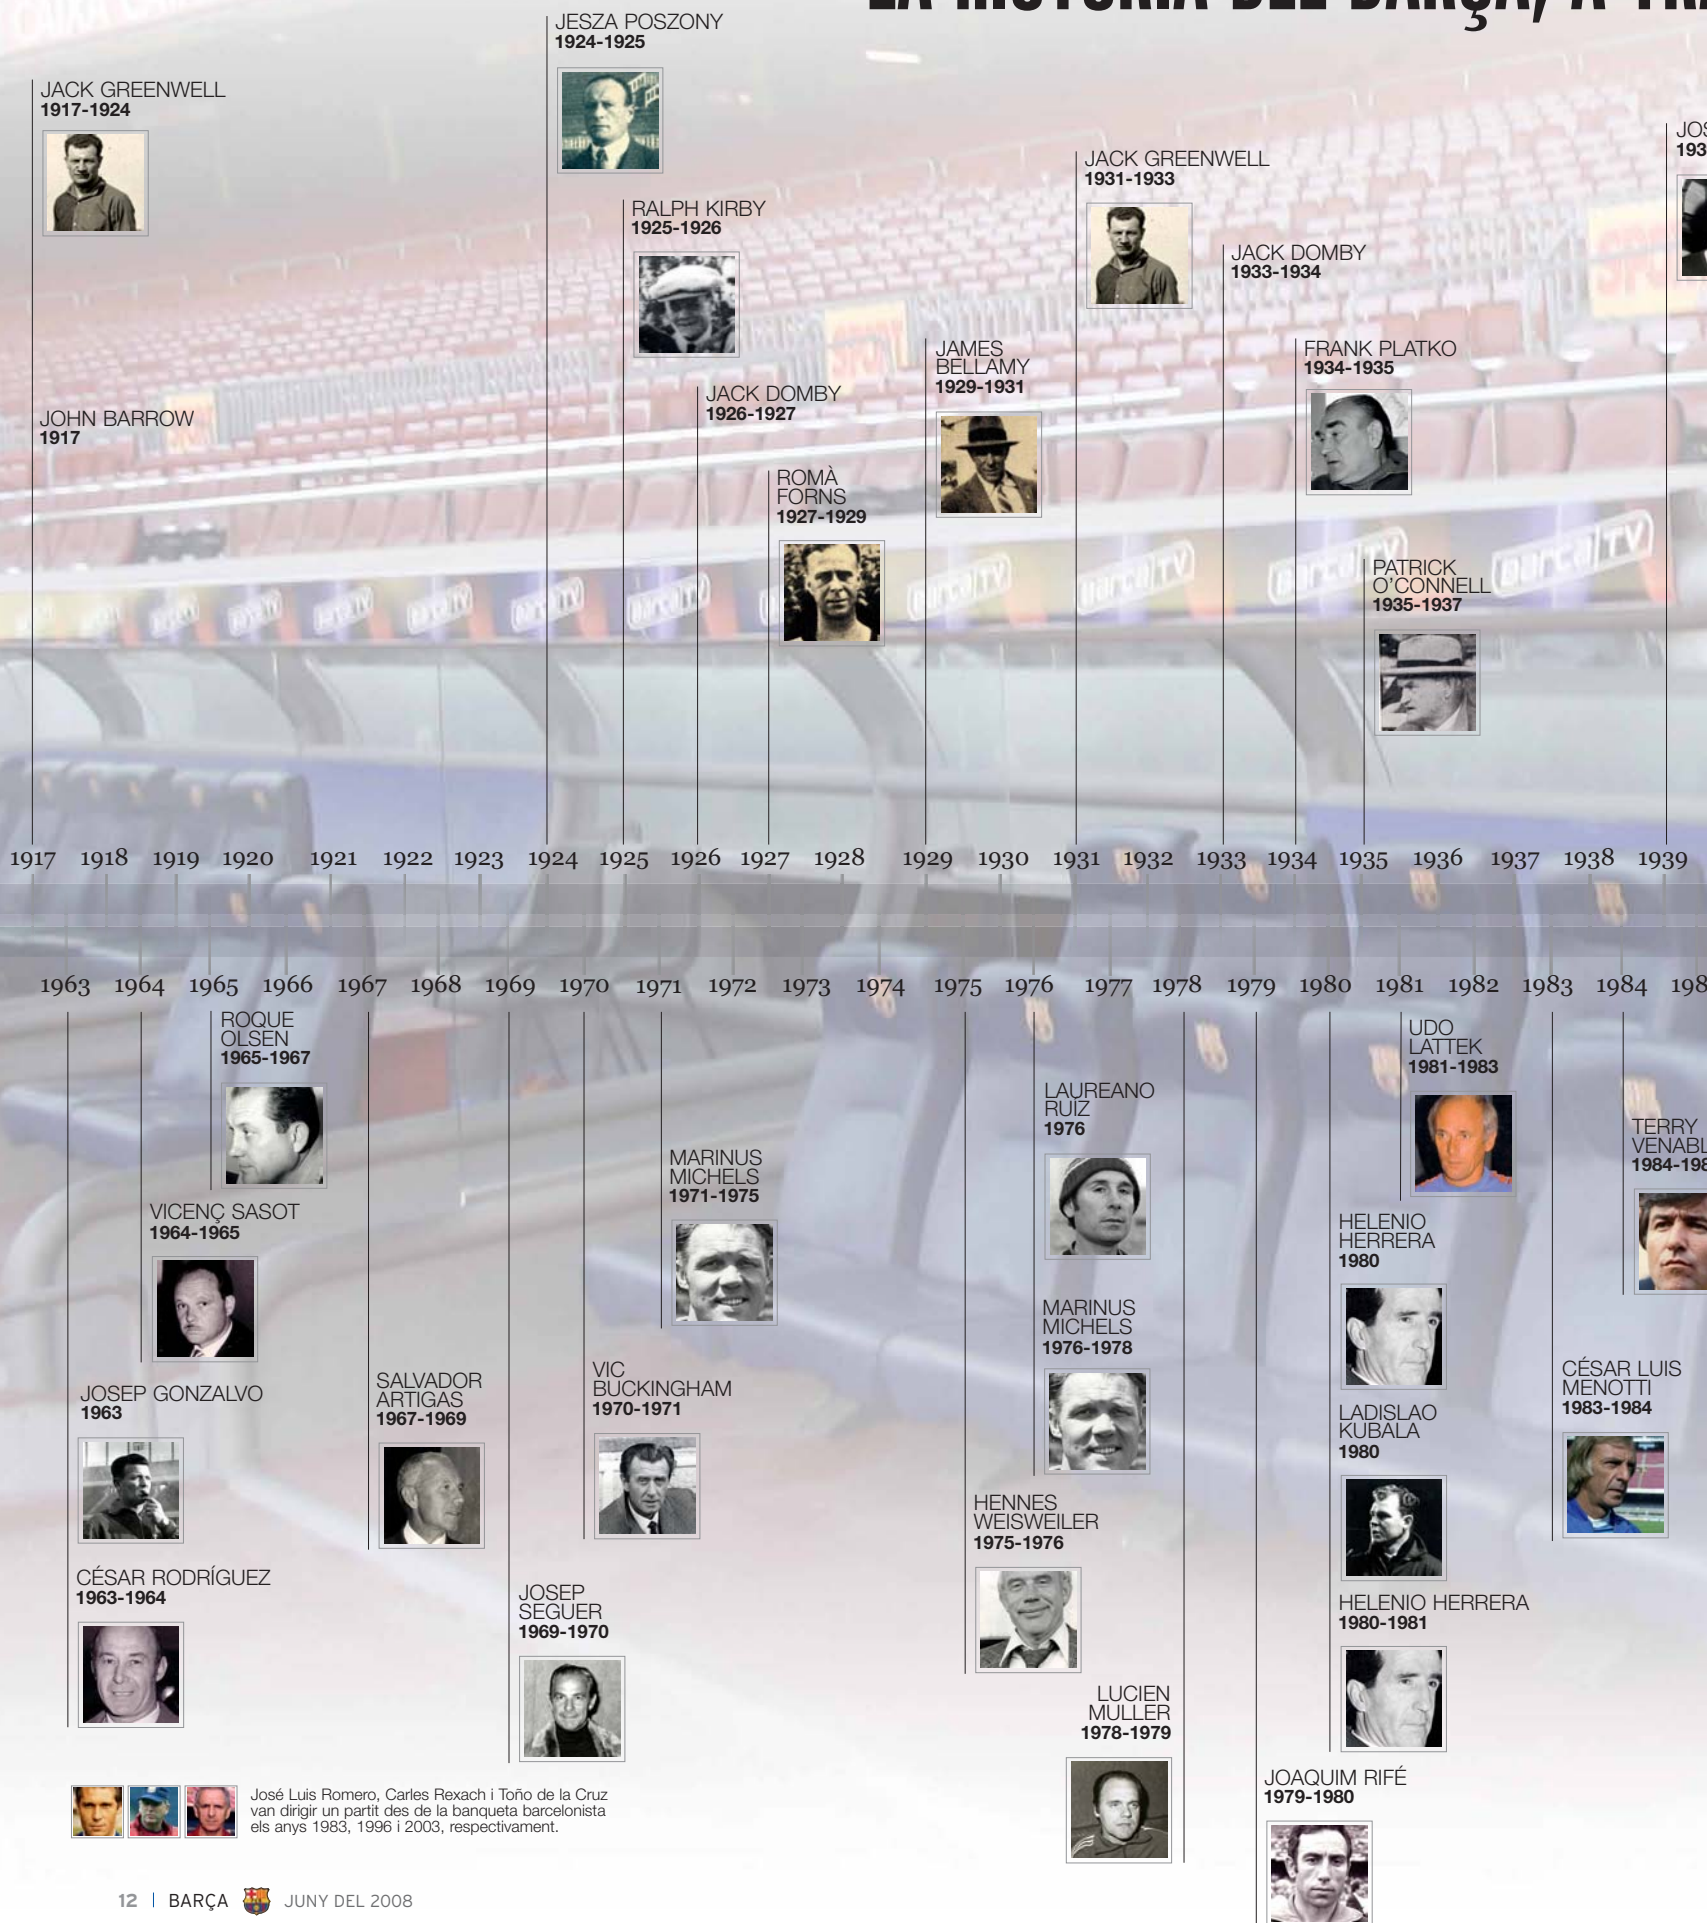 LA HISTÒRIA DEL BARÇA, A
JESZA POSZONY
1924-1925
JACK GREENWELL
1917-1924
JACK GREENWELL
1931-1933
RALPH KIRBY
1925-1926
JACK DOMBY
1933-1934
JAMES
BELLAMY
1929-1931
FRANK PLATKO
1934-1935
JACK DOMBY
1926-1927
JOHN BARROW
1917
ROMÀ
FORNS
1927-1929
PATRICK
O'CONNELL
1935-1937
1917 1918 1919 1920 1921 1922 1923 1924 1925 1926 1927 1928 1929 1930 1931 1932 1933 1934 1935 1936 1937 1938 1939
1963 1964 1965 1966 1967 1968 1969 1970 1971 1972 1973 1974 1975 1976 1977 1978 1979 1980 1981 1982 1983 1984 198
ROQUE
OLSEN
1965-1967
UDO
LATTEK
1981-1983
LAUREANO
RUIZ
1976
TERRY
VENABL
1984-198
MARINUS
MICHELS
1971-1975
VICENÇ SASOT
1964-1965
HELENIO
HERRERA
1980
MARINUS
MICHELS
1976-1978
JOSEP GONZALVO
1963
SALVADOR
ARTIGAS
1967-1969
VIC
BUCKINGHAM
1970-1971
CÉSAR LUIS
MENOTTI
1983-1984
LADISLAO
KUBALA
1980
HENNES
WEISWEILER
1975-1976
CÉSAR RODRÍGUEZ
1963-1964
JOSEP
SEGUER
1969-1970
HELENIO HERRERA
1980-1981
LUCIEN
MULLER
1978-1979
JOAQUIM RIFÉ
1979-1980
José Luis Romero, Carles Rexach i Toño de la Cruz
van dirigir un partit des de la banqueta barcelonista
els anys 1983, 1996 i 2003, respectivament.
12 | BARÇA JUNY DEL 2008